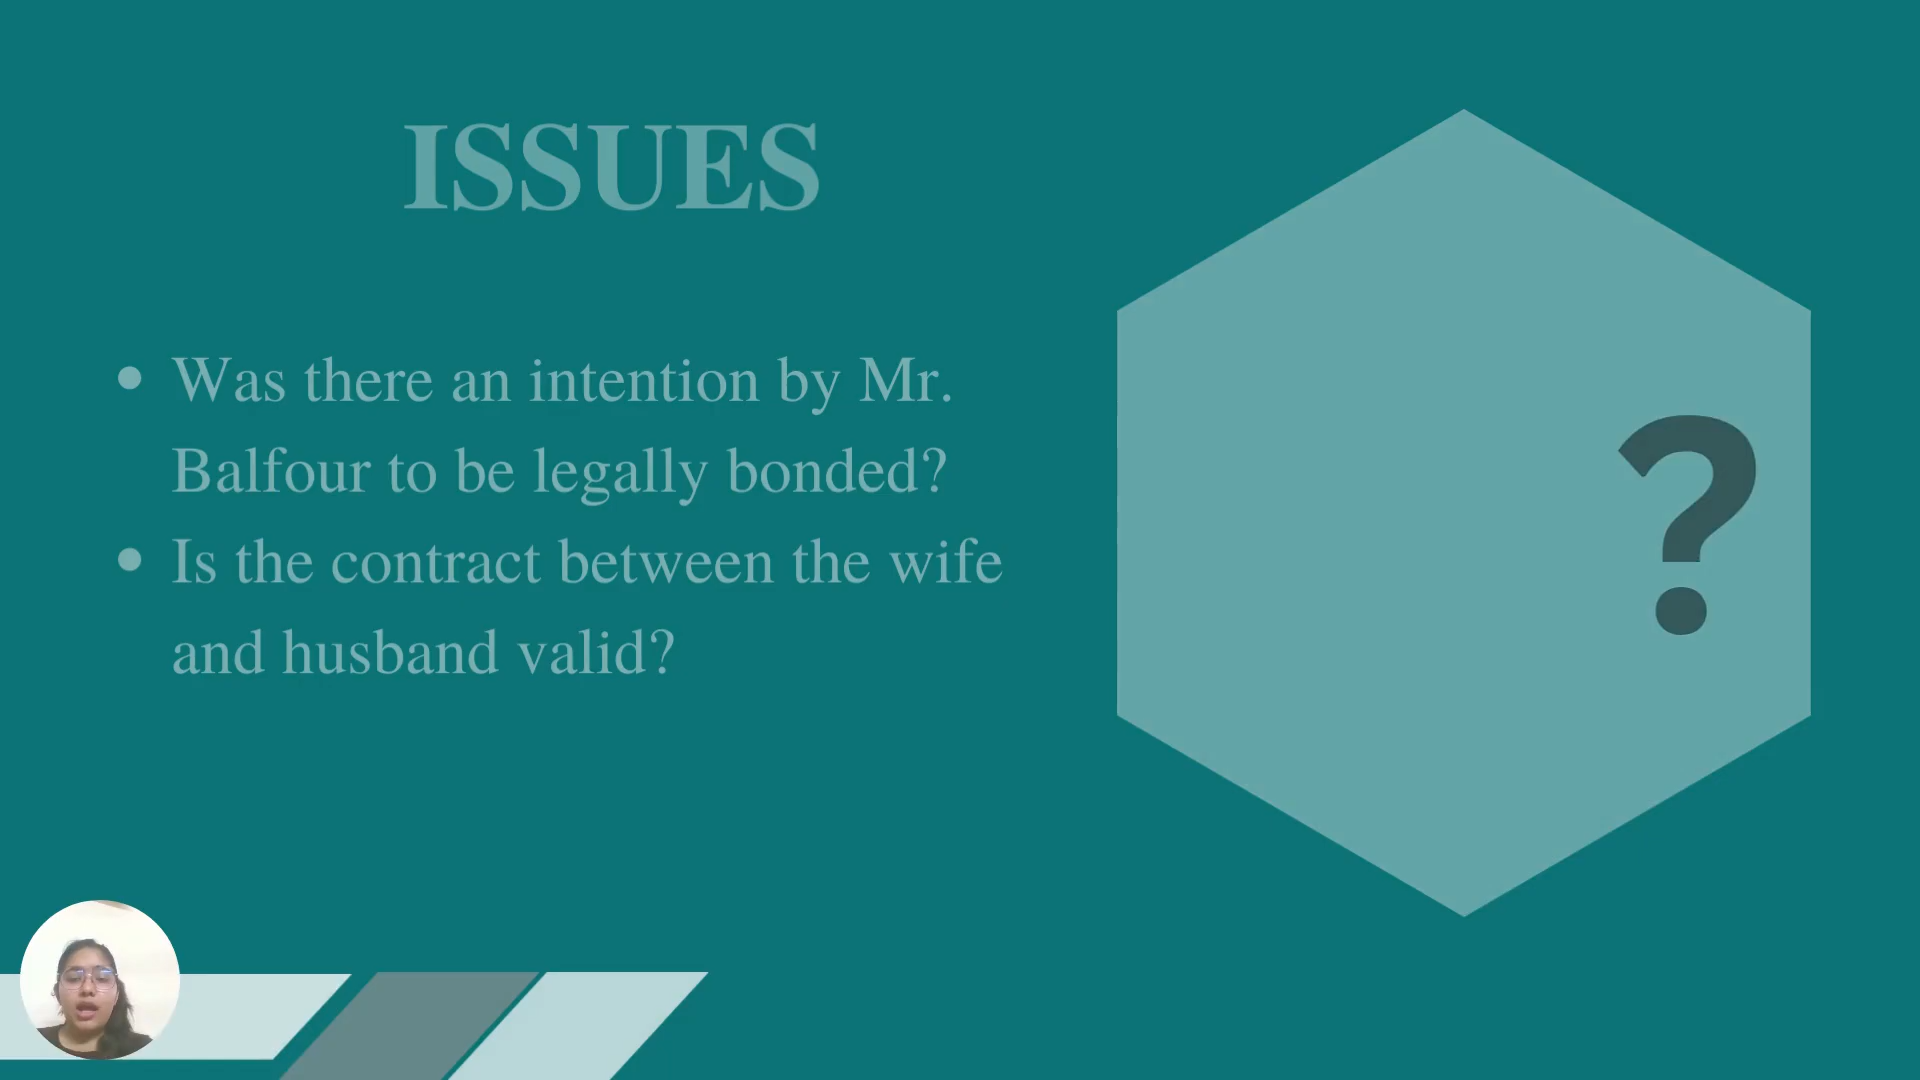 ISSUES
• Was there an intention by Mr.
Balfour to be legally bonded?
• Is the contract between the wife
and husband valid?
?